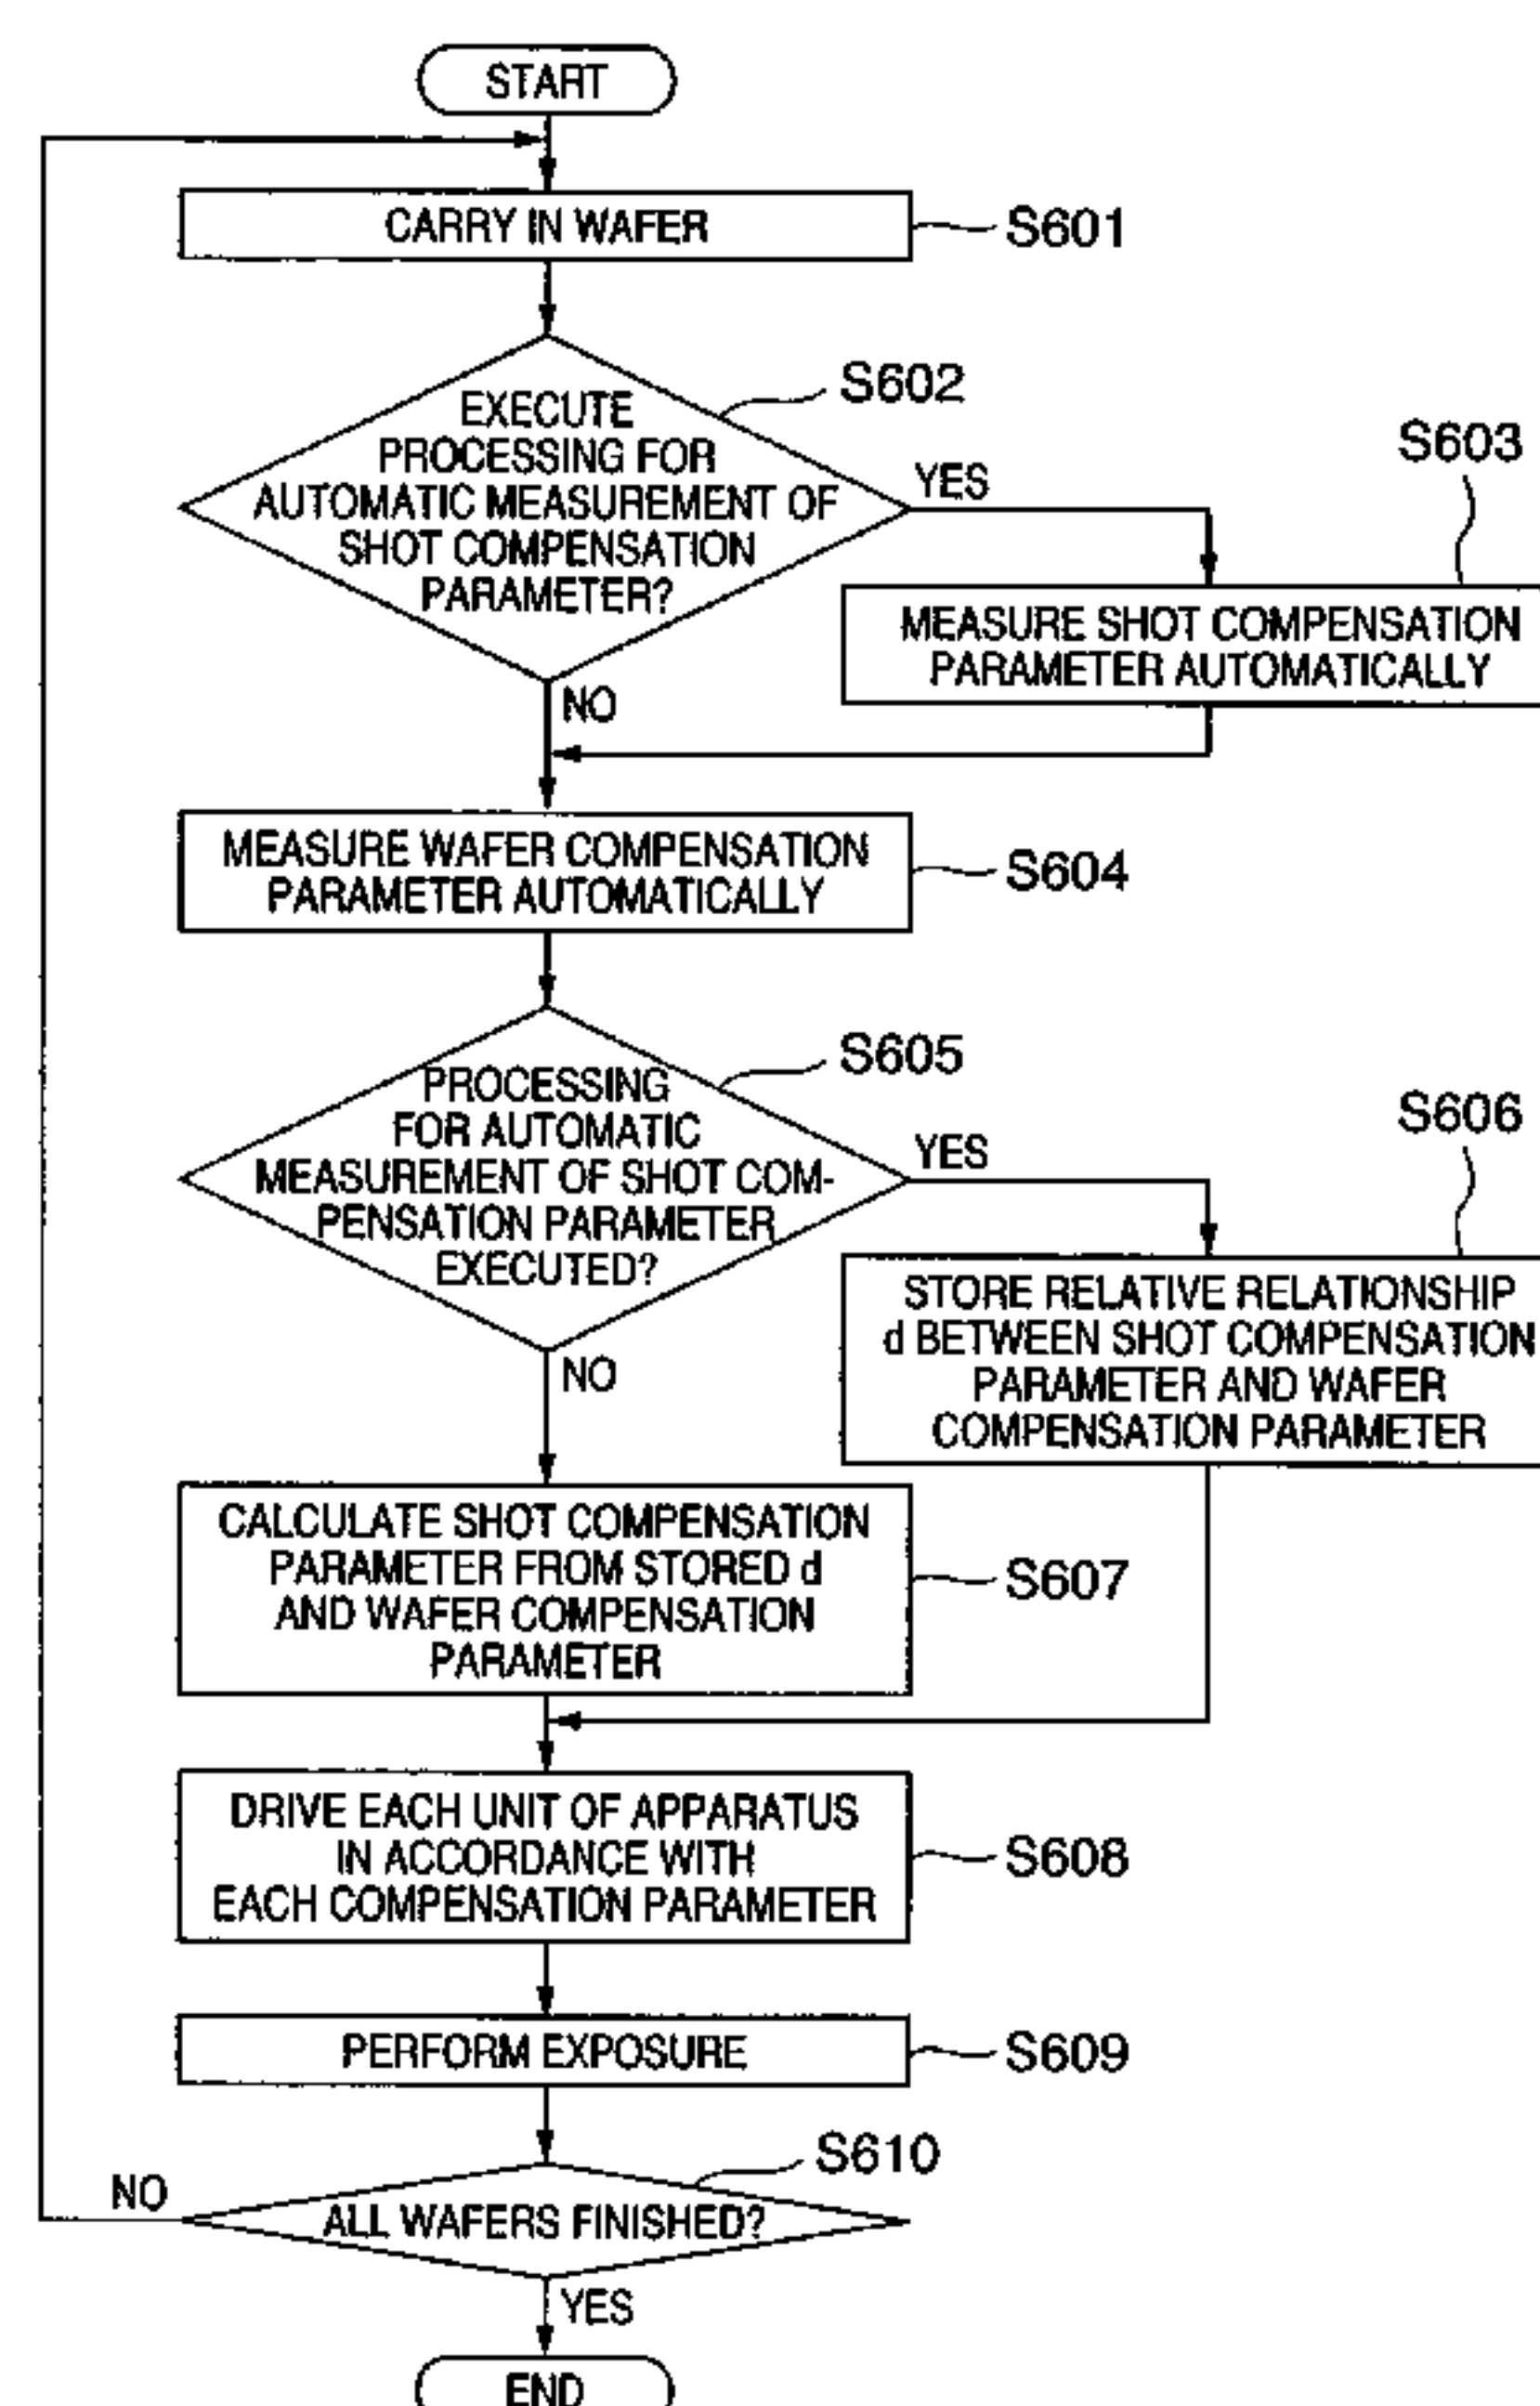 START
CARRY IN WAFER
S601
EXECUTE
PROCESSING FOR
AUTOMATIC MEASUREMENT OF
SHOT COMPENSATION
PARAMETER?
S602
YES
NO
S603
MEASURE SHOT COMPENSATION
PARAMETER AUTOMATICALLY
MEASURE WAFER COMPENSATION
PARAMETER AUTOMATICALLY
S604
PROCESSING
FOR AUTOMATIC
MEASUREMENT OF SHOT COM-
PENSATION PARAMETER
EXECUTED?
S605
YES
NO
S606
STORE RELATIVE RELATIONSHIP
d BETWEEN SHOT COMPENSATION
PARAMETER AND WAFER
COMPENSATION PARAMETER
CALCULATE SHOT COMPENSATION
PARAMETER FROM STORED d
AND WAFER COMPENSATION
PARAMETER
S607
DRIVE EACH UNIT OF APPARATUS
IN ACCORDANCE WITH
EACH COMPENSATION PARAMETER
S608
PERFORM EXPOSURE
S609
S610
NO
ALL WAFERS FINISHED?
YES
END